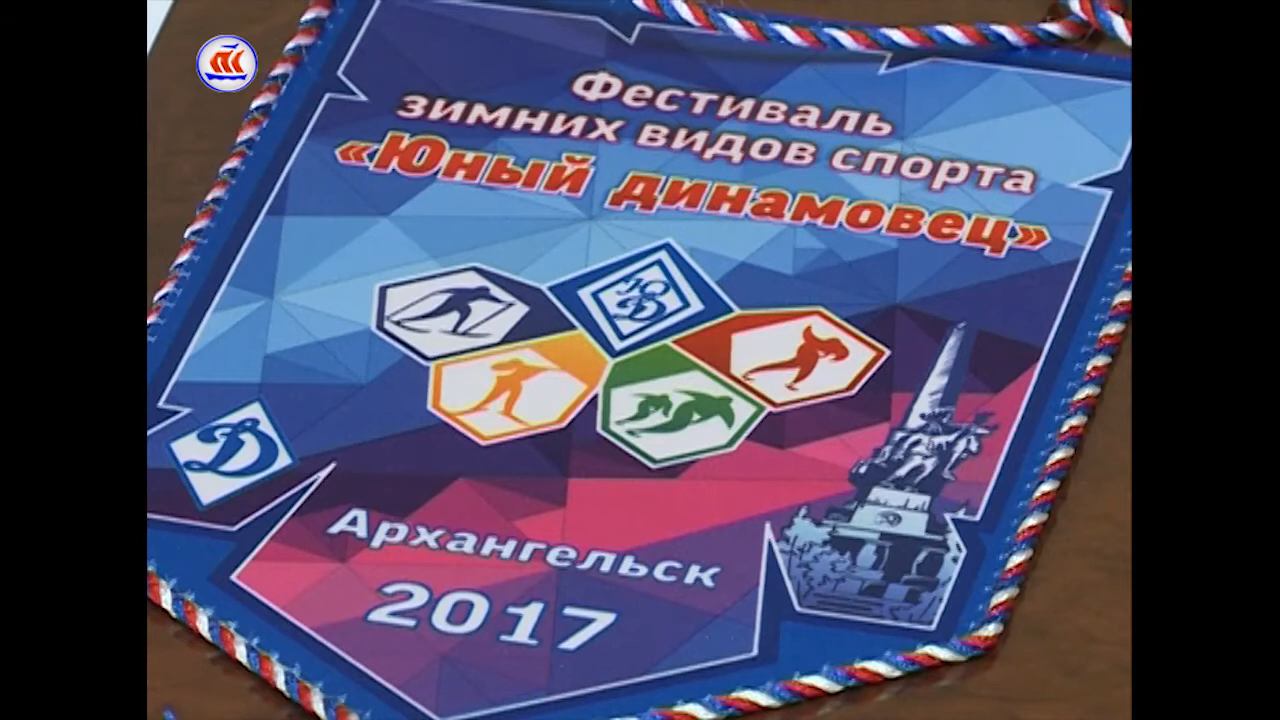 Фестиваль
зимних видов спорта
«Юный динамовец»
Ю
Д
Д
Архангельск
2017